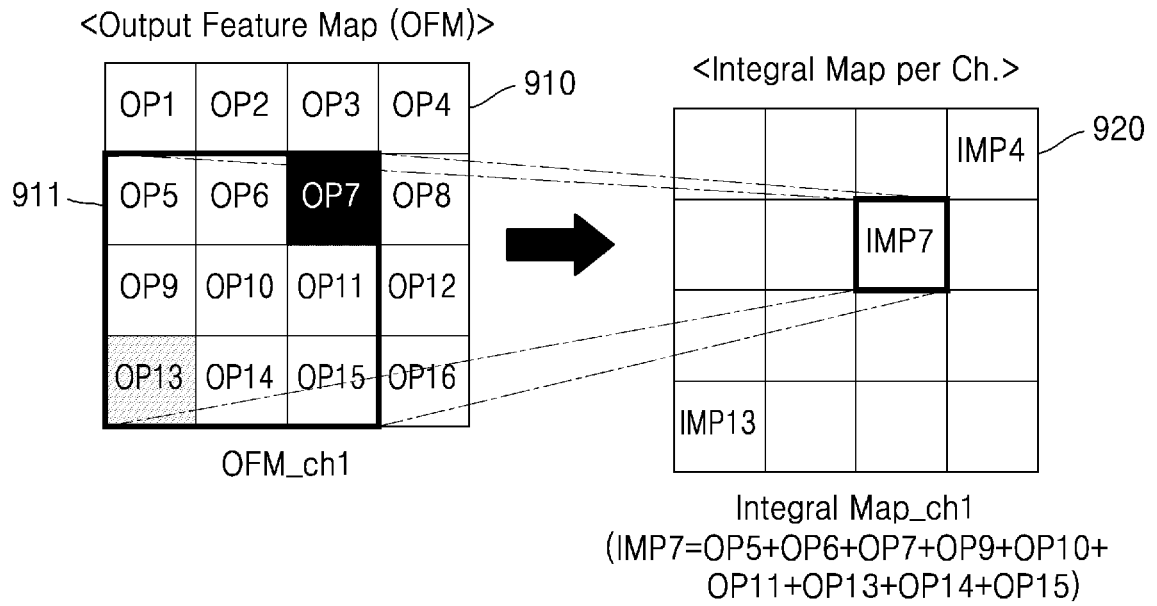 <Output Feature Map (OFM)>
OP1 OP2 OP3 OP4
910
911
OP5 OP6 OP7 OP8
OP9 OP10 OP11 OP12
OP13 OP14 OP15 OP16
OFM_ch1
<Integral Map per Ch.>
IMP4
920
IMP7
IMP13
Integral Map_ch1
(IMP7=OP5+OP6+OP7+OP9+OP10+
OP11+OP13+OP14+OP15)